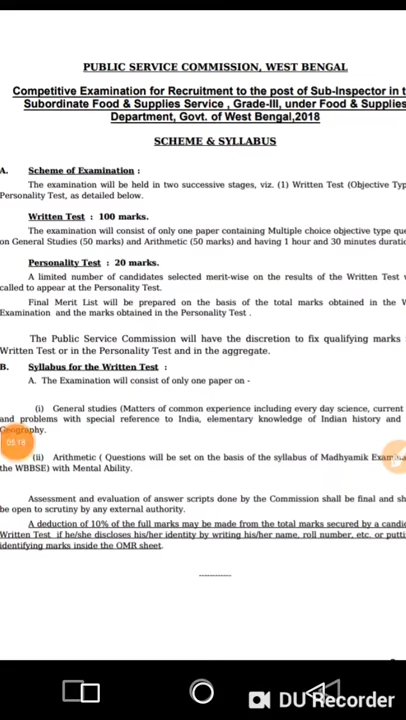 PUBLIC SERVICE COMMISSION, WEST BENGAL
Competitive Examination for Recruitment to the post of Sub-Inspector in t
Subordinate Food & Supplies Service , Grade-III, under Food & Supplies
Department, Govt. of West Bengal,2018
SCHEME & SYLLABUS
A. Scheme of Examination :
The examination will be held in two successive stages, viz. (1) Written Test (Objective Typ
Personality Test, as detailed below.
Written Test : 100 marks.
The examination will consist of only one paper containing Multiple choice objective type que
on General Studies (50 marks) and Arithmetic (50 marks) and having 1 hour and 30 minutes duratio
Personality Test : 20 marks.
A limited number of candidates selected merit-wise on the results of the Written Test
called to appear at the Personality Test.
Final Merit List will be prepared on the basis of the total marks obtained in the W
Examination and the marks obtained in the Personality Test .
The Public Service Commission will have the discretion to fix qualifying marks
Written Test or in the Personality Test and in the aggregate.
B. Syllabus for the Written Test :
A. The Examination will consist of only one paper on -
(i) General studies (Matters of common experience including every day science, current
and problems with special reference to India, elementary knowledge of Indian history and
Geography.
05:18
(ii) Arithmetic ( Questions will be set on the basis of the syllabus of Madhyamik Examina
the WBBSE) with Mental Ability.
Assessment and evaluation of answer scripts done by the Commission shall be final and sh
be open to scrutiny by any external authority.
A deduction of 10% of the full marks may be made from the total marks secured by a candi
Written Test if he/she discloses his/her identity by writing his/her name, roll number, etc. or putti
identifying marks inside the OMR sheet.
------------
DU Recorder